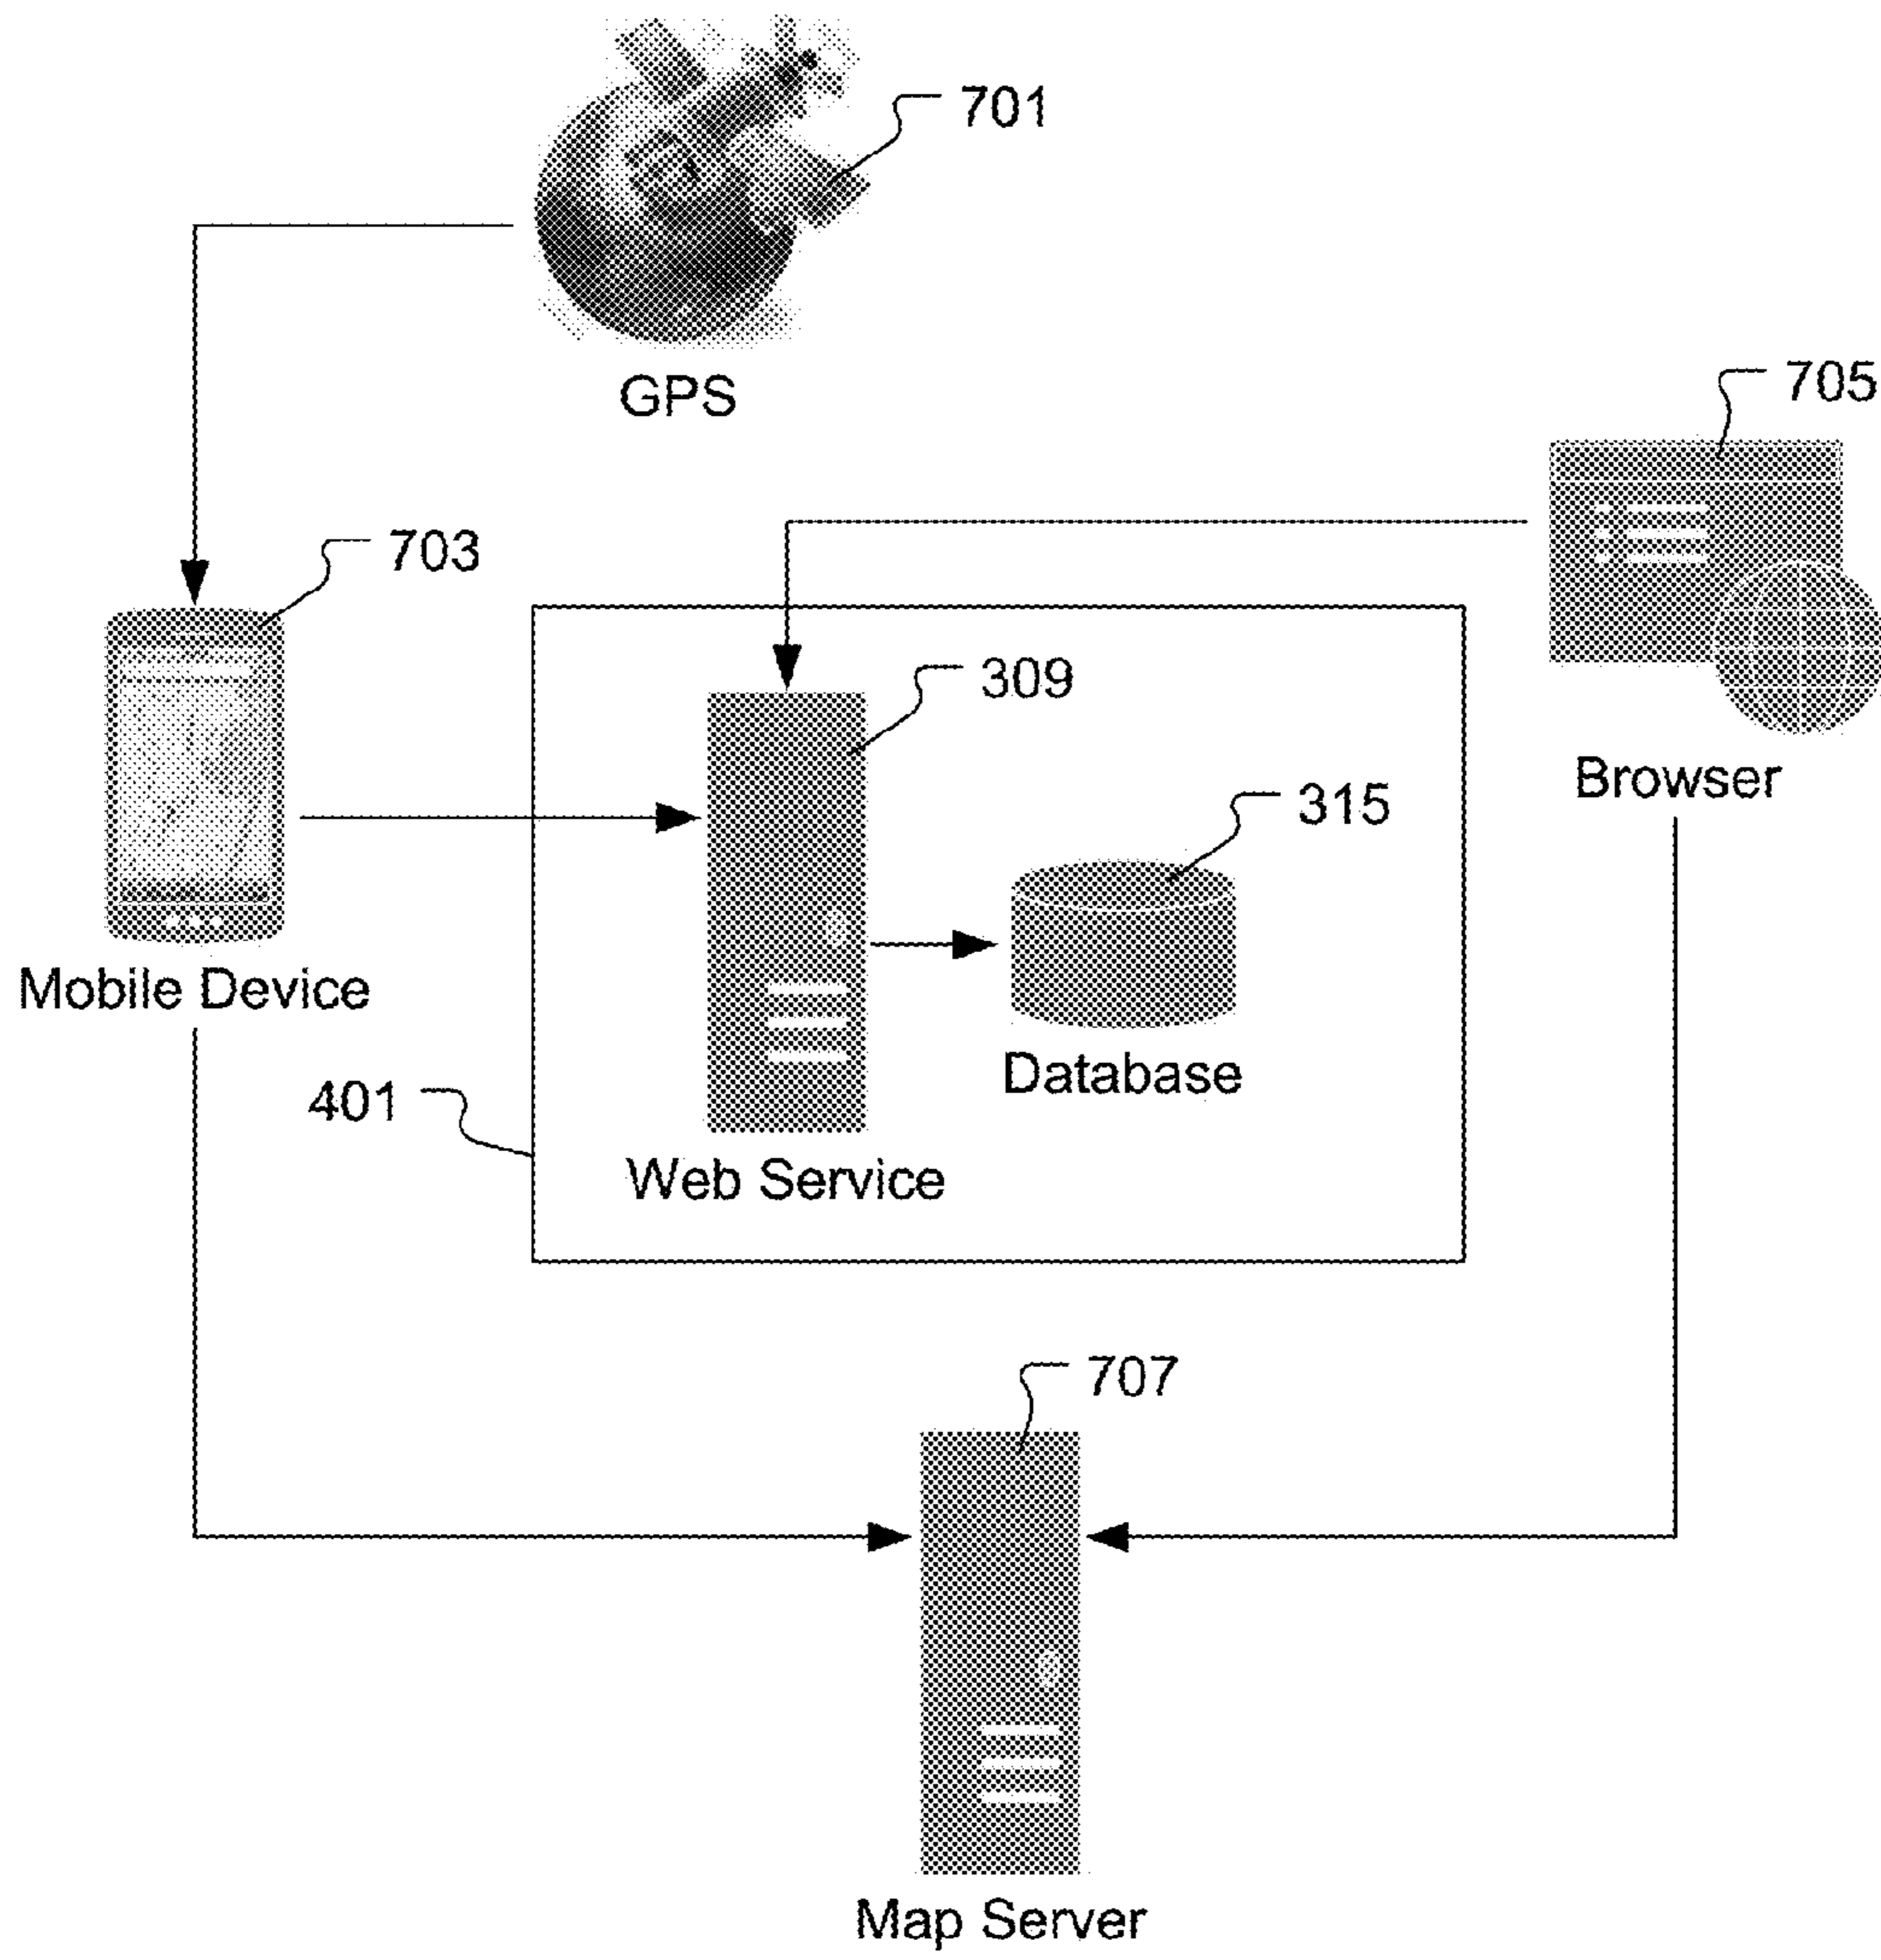 701
GPS
705
703
309
Browser
315
Mobile Device
Database
401
Web Service
707
Map Server